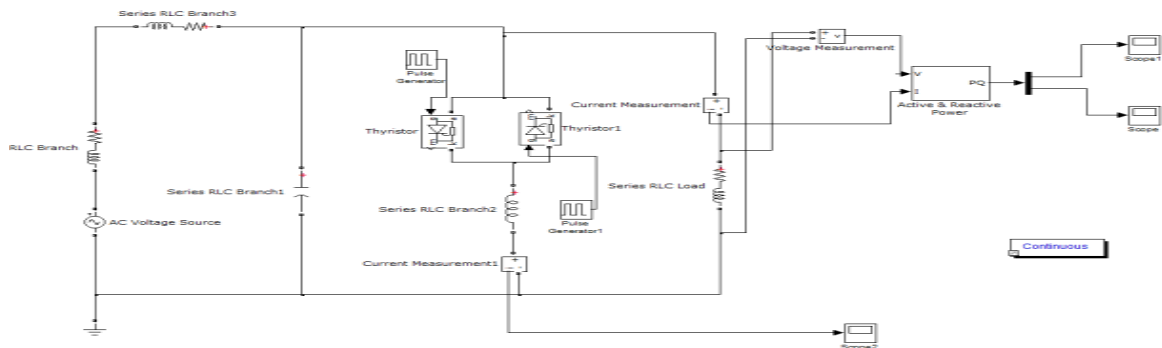 Series RLC Branch3
Pulse
Generator
Voltage Measurement
Scope1
V
PQ
I
Active & Reactive
Power
Current Measurement
Thyristor
Thyristor1
Scope
RLC Branch
Series RLC Branch1
Series RLC Load
Series RLC Branch2
AC Voltage Source
Pulse
Generator1
Continuous
Current Measurement1
Scope2